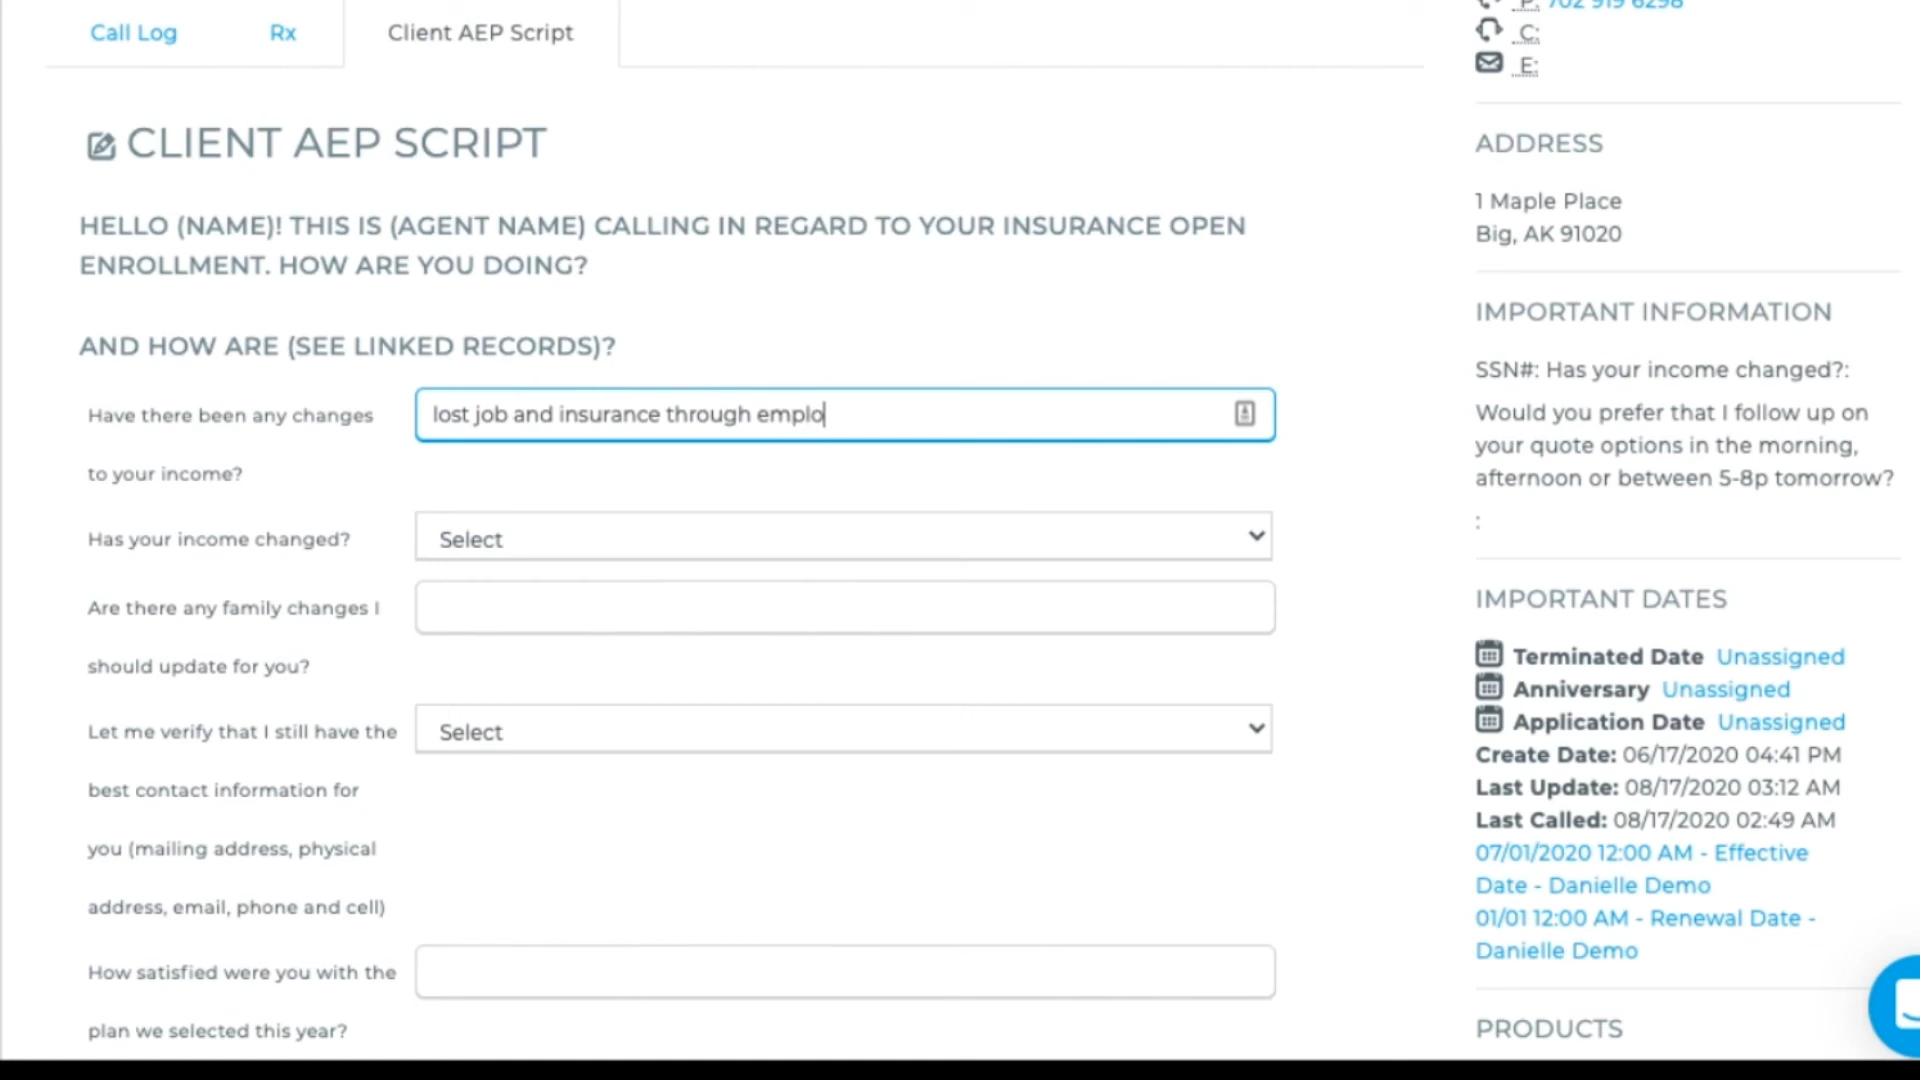 P: 702 919 6298
Call Log Rx Client AEP Script
C:
E:
CLIENT AEP SCRIPT
HELLO (NAME)! THIS IS (AGENT NAME) CALLING IN REGARD TO YOUR INSURANCE OPEN
ENROLLMENT. HOW ARE YOU DOING?
AND HOW ARE (SEE LINKED RECORDS)?
Have there been any changes
to your income?
lost job and insurance through emplo
Has your income changed?
Select
Are there any family changes I
should update for you?
Let me verify that I still have the
best contact information for
you (mailing address, physical
address, email, phone and cell)
Select
How satisfied were you with the
plan we selected this year?
ADDRESS
1 Maple Place
Big, AK 91020
IMPORTANT INFORMATION
SSN#: Has your income changed?:
Would you prefer that I follow up on
your quote options in the morning,
afternoon or between 5-8p tomorrow?
:
IMPORTANT DATES
Terminated Date Unassigned
Anniversary Unassigned
Application Date Unassigned
Create Date: 06/17/2020 04:41 PM
Last Update: 08/17/2020 03:12 AM
Last Called: 08/17/2020 02:49 AM
07/01/2020 12:00 AM - Effective
Date - Danielle Demo
01/01 12:00 AM - Renewal Date -
Danielle Demo
PRODUCTS